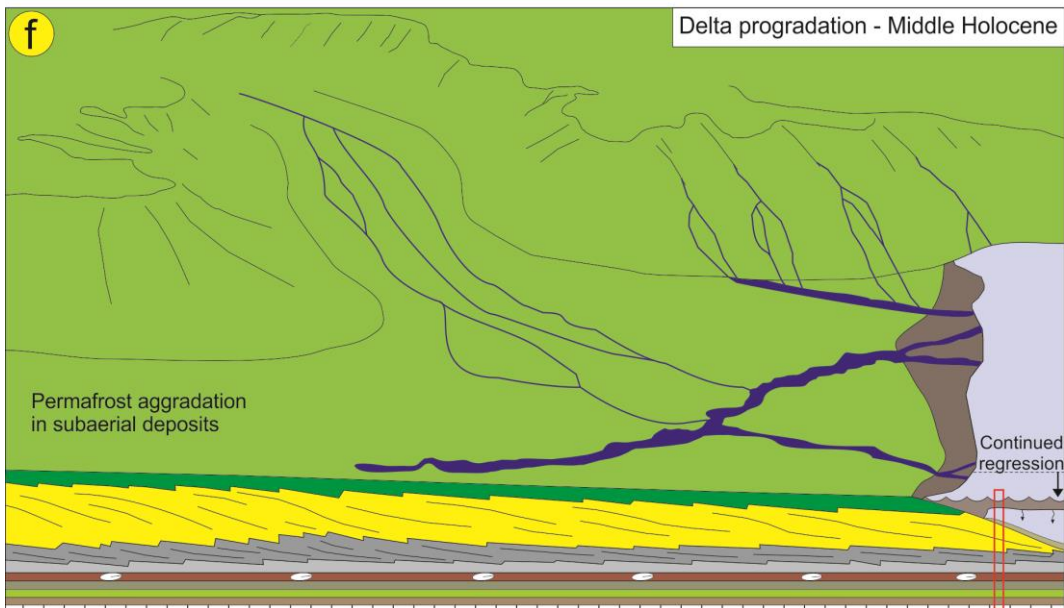 f
Delta progradation - Middle Holocene
Permafrost aggradation
in subaerial deposits
Continued
regression